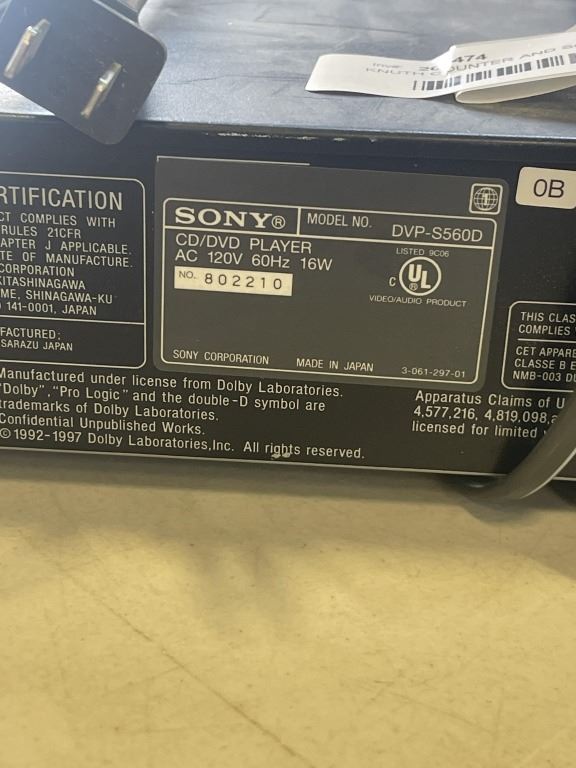 474
KNUTH COUNTER AND
0B
RTIFICATION
CT COMPLIES WITH
RULES 21CFR
APTER J APPLICABLE.
TE OF MANUFACTURE.
CORPORATION
KITASHINAGAWA
ME, SHINAGAWA-KU
141-0001, JAPAN
FACTURED:
SARAZU JAPAN
SONY® MODEL NO. DVP-S560D
CD/DVD PLAYER
AC 120V 60Hz 16W
NO. 802210
LISTED 9C06
C UL ®
VIDEO/AUDIO PRODUCT
SONY CORPORATION MADE IN JAPAN 3-061-297-01
THIS CLAS
COMPLIES
CET APPARE
CLASSE B E
NMB-003 DU
Manufactured under license from Dolby Laboratories.
"Dolby", "Pro Logic" and the double-D symbol are
trademarks of Dolby Laboratories.
Confidential Unpublished Works.
©1992-1997 Dolby Laboratories,Inc. All rights reserved.
Apparatus Claims of U
4,577,216, 4,819,098,
licensed for limited